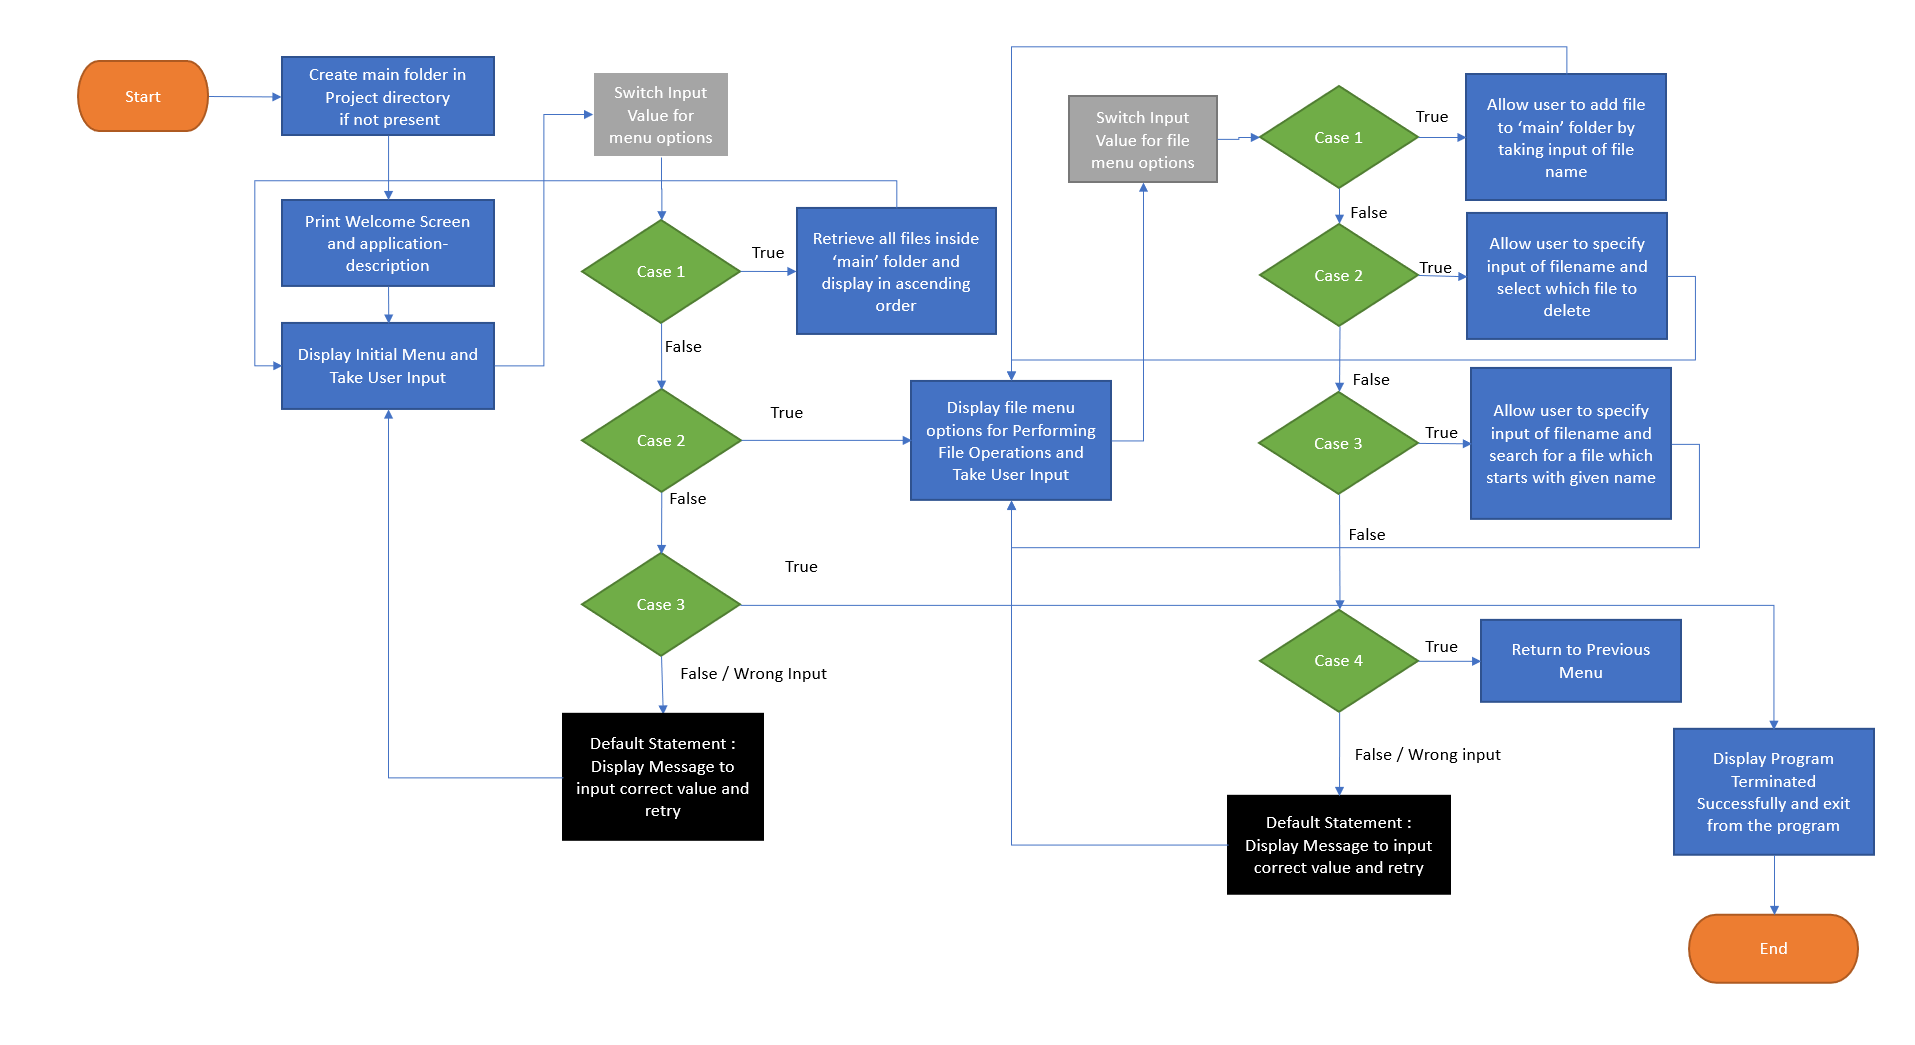 Start
Create main folder in
Project directory
if not present
Print Welcome Screen
and application-
description
Display Initial Menu and
Take User Input
Switch Input
Value for
menu options
Case 1
True
Retrieve all files inside
‘main’ folder and
display in ascending
order
False
Case 2
True
False
Case 3
True
False / Wrong Input
Default Statement :
Display Message to
input correct value and
retry
Display file menu
options for Performing
File Operations and
Take User Input
Switch Input
Value for file
menu options
Case 1
True
Allow user to add file
to ‘main’ folder by
taking input of file
name
False
Case 2
True
Allow user to specify
input of filename and
select which file to
delete
False
Case 3
True
Allow user to specify
input of filename and
search for a file which
starts with given name
False
Case 4
True
Return to Previous
Menu
False / Wrong input
Default Statement :
Display Message to input
correct value and retry
Display Program
Terminated
Successfully and exit
from the program
End